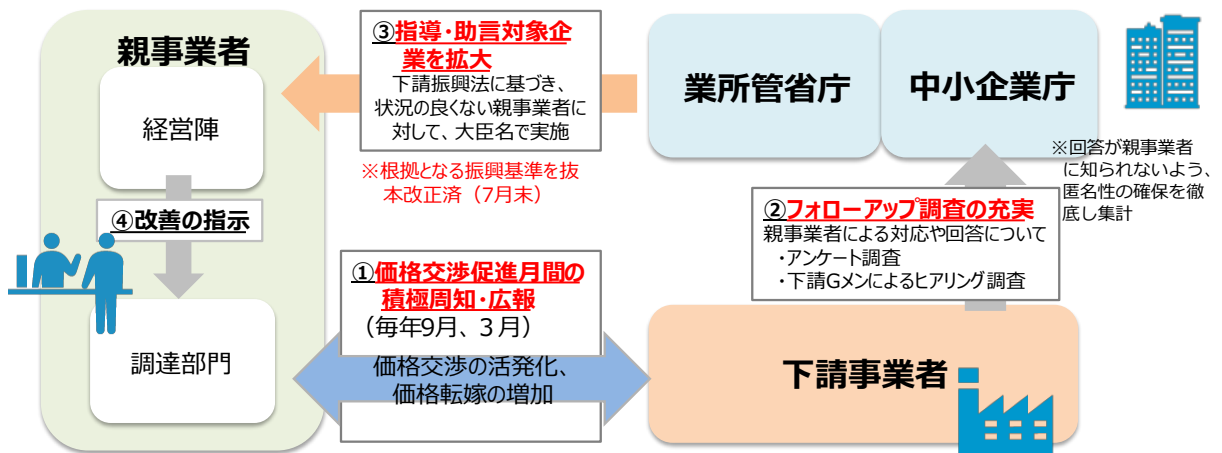 親事業者
経営陣
④改善の指示
調達部門
③指導・助言対象企
業を拡大
下請振興法に基づき、
状況の良くない親事業者に
対して、大臣名で実施
※根拠となる振興基準を抜
本改正済（7月末）
①価格交渉促進月間の
積極周知・広報
（毎年9月、３月）
価格交渉の活発化、
価格転嫁の増加
業所管省庁
中小企業庁
※回答が親事業者
に知られないよう、
匿名性の確保を徹
底し集計
②フォローアップ調査の充実
親事業者による対応や回答について
・アンケート調査
・下請Gメンによるヒアリング調査
下請事業者